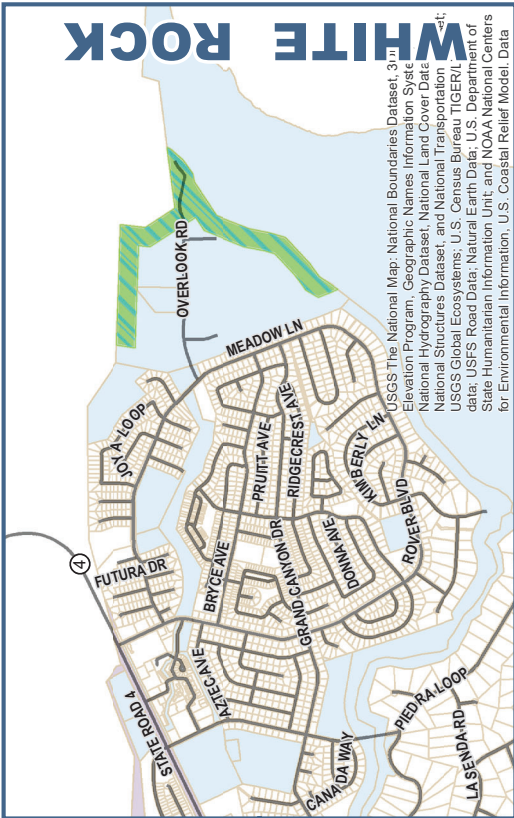 WHITE ROCK
4
STATE ROAD 4
FUTURA DR
JOYA LOOP
OVERLOOK RD
MEADOW LN
AZTEC AVE
BRYCE AVE
PRUITT AVE
RIDGECREST AVE
GRAND CANYON DR
DONNA AVE
KIMBERLY LN
ROVER BLVD
CANADA WAY
PIEDRA LOOP
LA SENDA RD
USGS The National Map: National Boundaries Dataset,
Elevation Program, Geographic Names Information
National Hydrography Dataset, National Land Cover
National Structures Dataset, and National Transportation
USGS Global Ecosystems; U.S. Census Bureau
data; USFS Road Data; Natural Earth Data; U.S. Department of
State Humanitarian Information Unit; and NOAA National Centers
for Environmental Information, U.S. Coastal Relief Model. Data